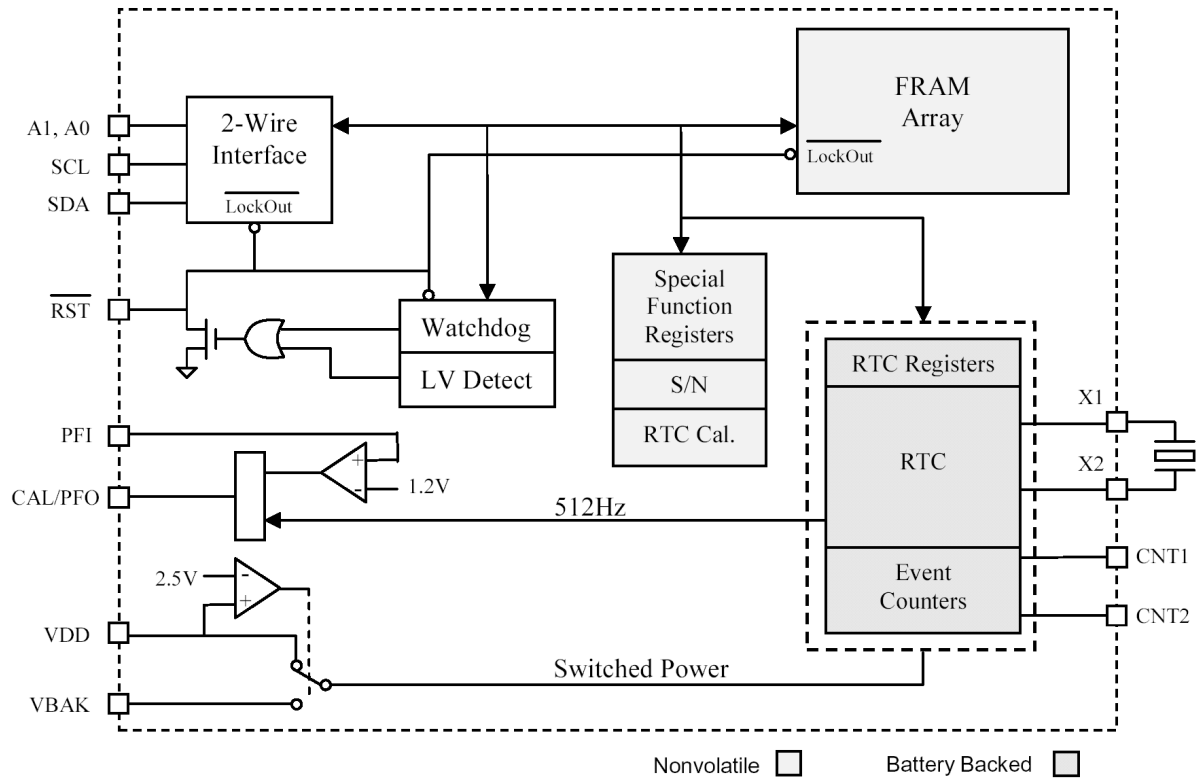 FRAM
Array
LockOut
2-Wire
Interface
LockOut
A1, A0
SCL
SDA
RST
Watchdog
LV Detect
Special
Function
Registers
S/N
RTC Cal.
RTC Registers
RTC
Event
Counters
X1
X2
CNT1
CNT2
PFI
CAL/PFO
+
-
1.2V
512Hz
2.5V
-
+
VDD
VBAK
Switched Power
Nonvolatile
Battery Backed